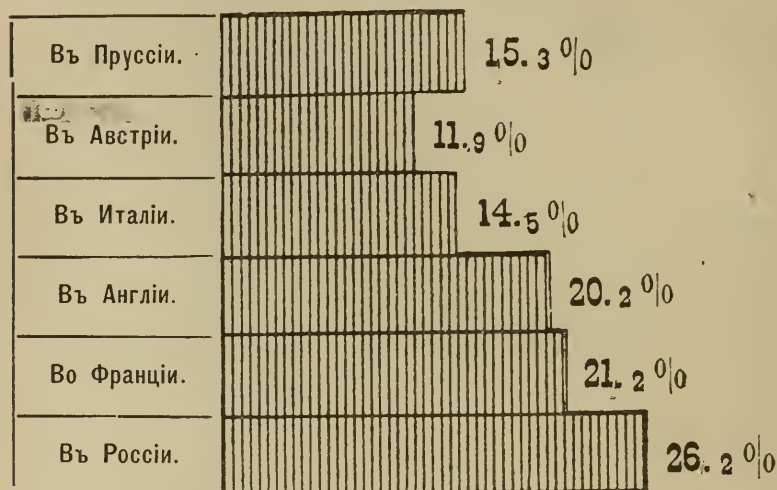 Въ Пруссіи. 15.3 %
Въ Австріи. 11.9 %
Въ Италіи. 14.5 %
Въ Англіи. 20.2 %
Во Франціи. 21.2 %
Въ Россіи. 26.2 %